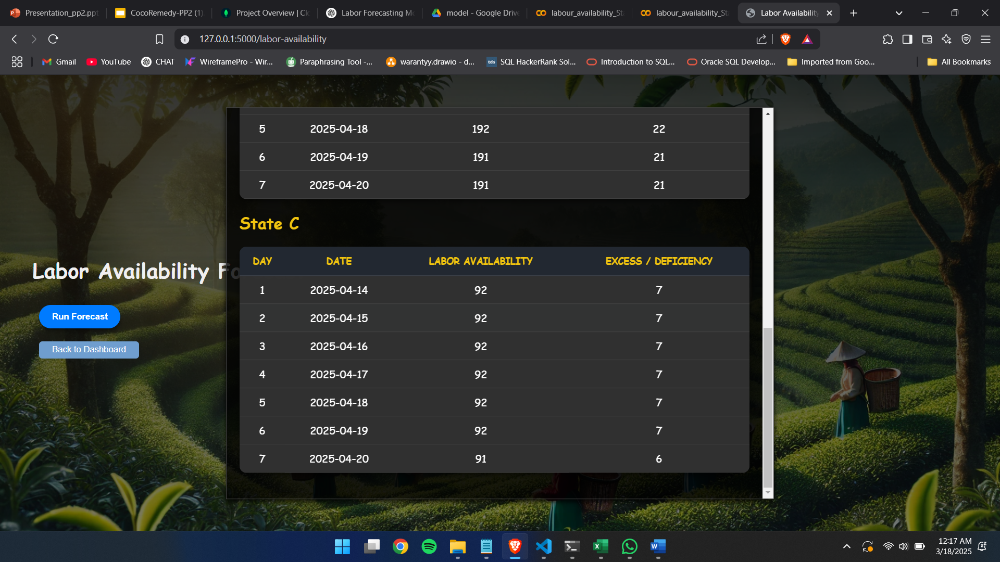 Presentation_pp2.ppt
CocoRemedy-PP2 (1)
Project Overview | Clo
Labor Forecasting Mo
model - Google Drive
labour_availability_Sta
labour_availability_Sta
Labor Availability
127.0.0.1:5000/labor-availability
Gmail
YouTube
CHAT
WireframePro - Wir...
Paraphrasing Tool -...
warantyy.drawio - d...
tds
SQL HackerRank Sol...
Introduction to SQL...
Oracle SQL Develop...
Imported from Goo...
All Bookmarks
5 2025-04-18 192 22
6 2025-04-19 191 21
7 2025-04-20 191 21
State C
DAY DATE LABOR AVAILABILITY EXCESS / DEFICIENCY
1 2025-04-14 92 7
2 2025-04-15 92 7
3 2025-04-16 92 7
4 2025-04-17 92 7
5 2025-04-18 92 7
6 2025-04-19 92 7
7 2025-04-20 91 6
Labor Availability Fo
Run Forecast
Back to Dashboard
12:17 AM
3/18/2025